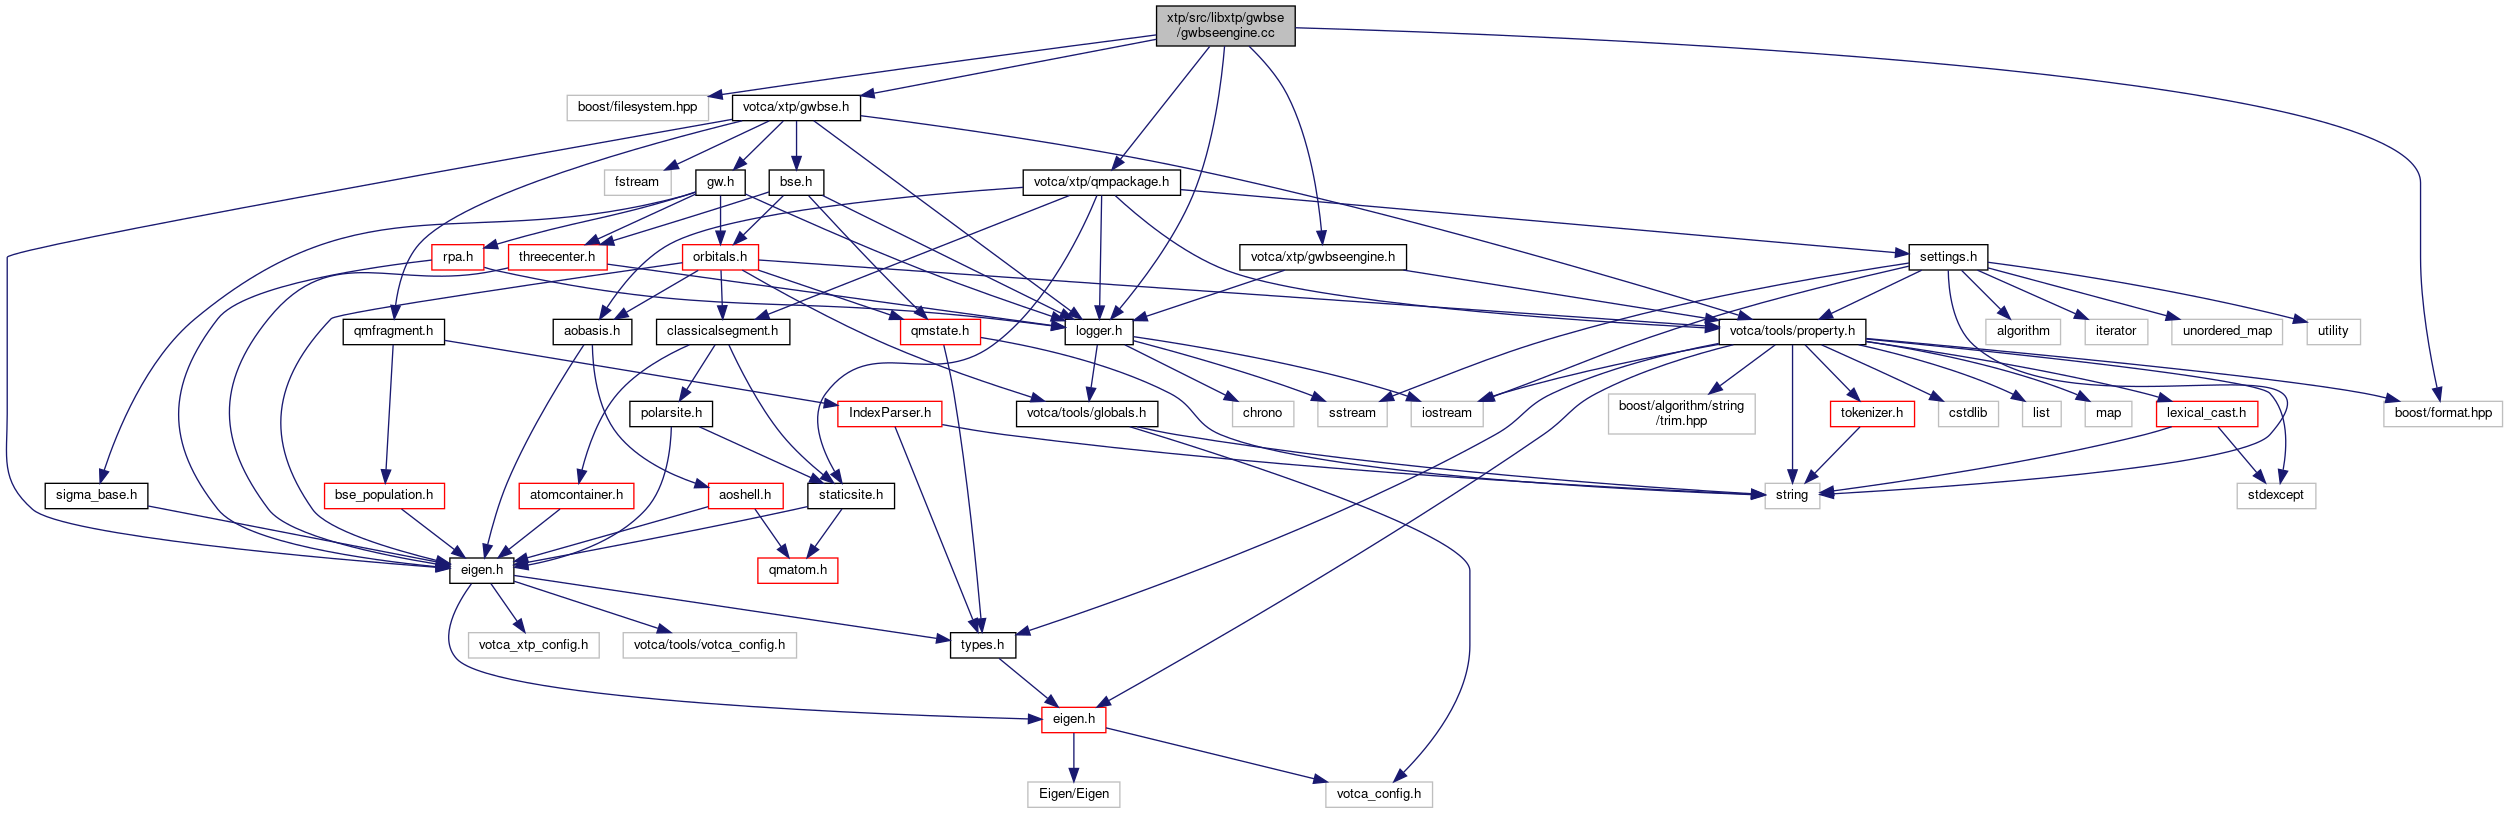 xtp/src/libxtp/gwbse
/gwbseengine.cc
boost/filesystem.hpp
votca/xtp/gwbse.h
fstream
gw.h
bse.h
votca/xtp/qmpackage.h
rpa.h
threecenter.h
orbitals.h
votca/xtp/gwbseengine.h
settings.h
qmfragment.h
aobasis.h
classicalsegment.h
qmstate.h
logger.h
votca/tools/property.h
algorithm
iterator
unordered_map
utility
polarsite.h
IndexParser.h
votca/tools/globals.h
chrono
sstream
iostream
boost/algorithm/string
/trim.hpp
tokenizer.h
cstdlib
list
map
lexical_cast.h
boost/format.hpp
sigma_base.h
bse_population.h
atomcontainer.h
aoshell.h
staticsite.h
string
stdexcept
eigen.h
qmatom.h
votca_xtp_config.h
votca/tools/votca_config.h
types.h
eigen.h
Eigen/Eigen
votca_config.h